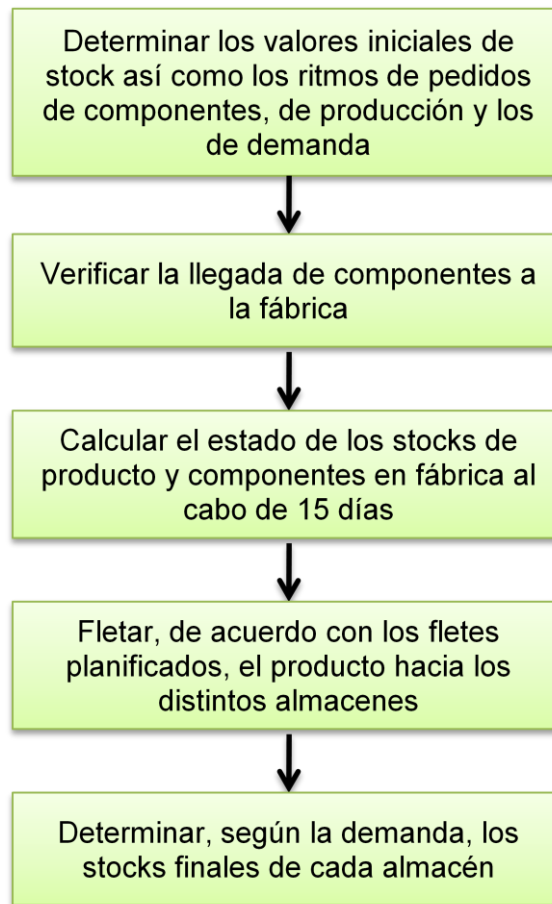 Determinar los valores iniciales de
stock así como los ritmos de pedidos
de componentes, de producción y los
de demanda
Verificar la llegada de componentes a
la fábrica
Calcular el estado de los stocks de
producto y componentes en fábrica al
cabo de 15 días
Fletar, de acuerdo con los fletes
planificados, el producto hacia los
distintos almacenes
Determinar, según la demanda, los
stocks finales de cada almacén